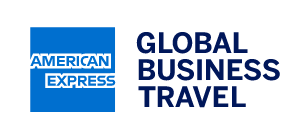 AMERICAN
EXPRESS
GLOBAL
BUSINESS
TRAVEL